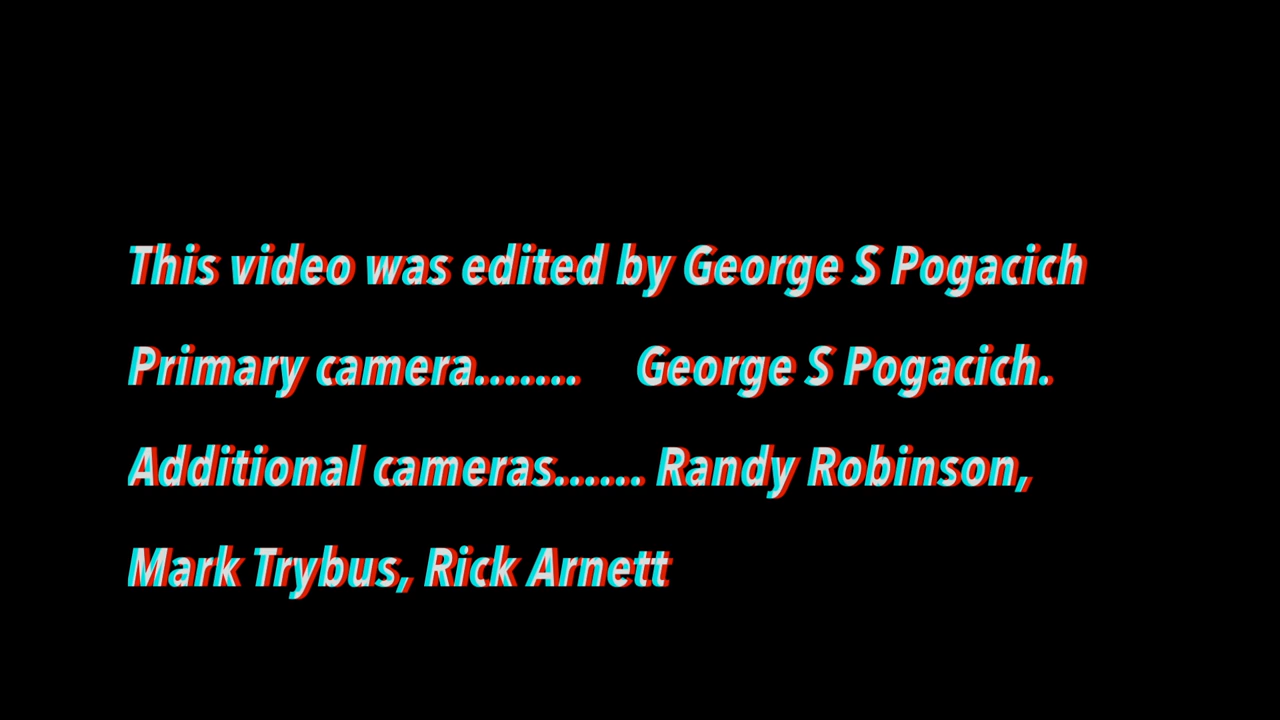 This video was edited by George S Pogacich
Primary camera........ George S Pogacich.
Additional cameras....... Randy Robinson,
Mark Trybus, Rick Arnett